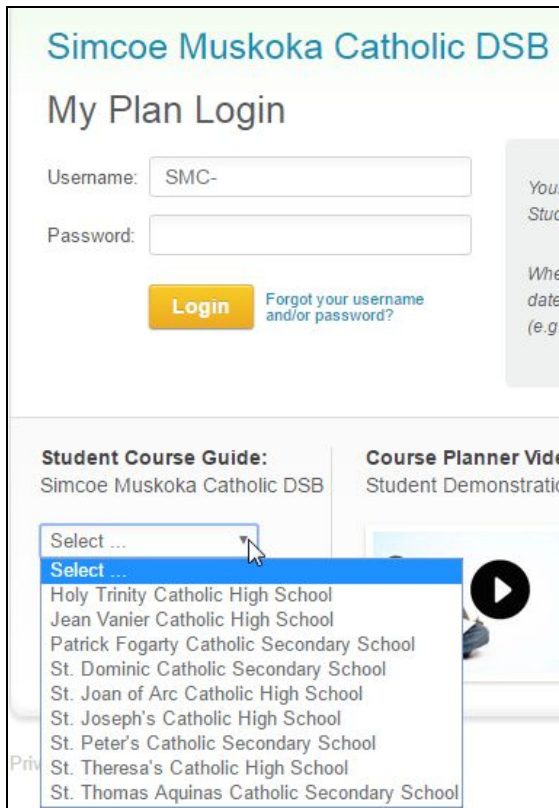 Simcoe Muskoka Catholic DSB
My Plan Login
Username:
SMC-
Password:
Login
Forgot your username
and/or password?
Student Course Guide:
Simcoe Muskoka Catholic DSB
Select ...
Select ...
Holy Trinity Catholic High School
Jean Vanier Catholic High School
Patrick Fogarty Catholic Secondary School
St. Dominic Catholic Secondary School
St. Joan of Arc Catholic High School
St. Joseph's Catholic High School
St. Peter's Catholic Secondary School
St. Theresa's Catholic High School
St. Thomas Aquinas Catholic Secondary School
Course Planner
Student